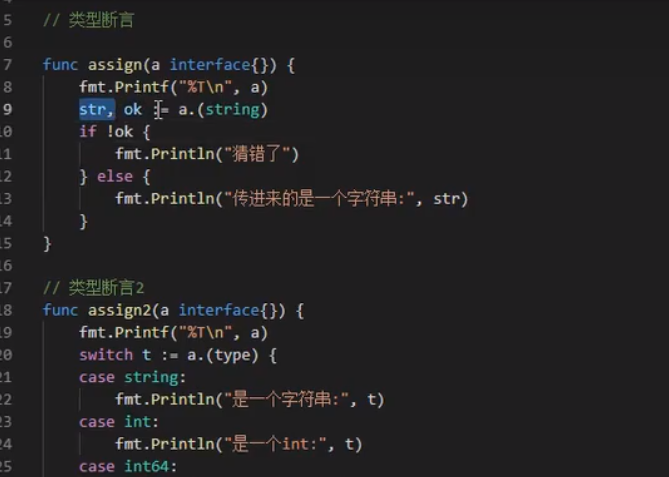 5 // 类型断言
6
7 func assign(a interface{}) {
8 fmt.Printf("%T\n", a)
9 str, ok := a.(string)
10 if !ok {
11 fmt.Println("猜错了")
12 } else {
13 fmt.Println("传进来的是一个字符串:", str)
14 }
15 }
16
17 // 类型断言2
18 func assign2(a interface{}) {
19 fmt.Printf("%T\n", a)
20 switch t := a.(type) {
21 case string:
22 fmt.Println("是一个字符串:", t)
23 case int:
24 fmt.Println("是一个int:", t)
25 case int64: